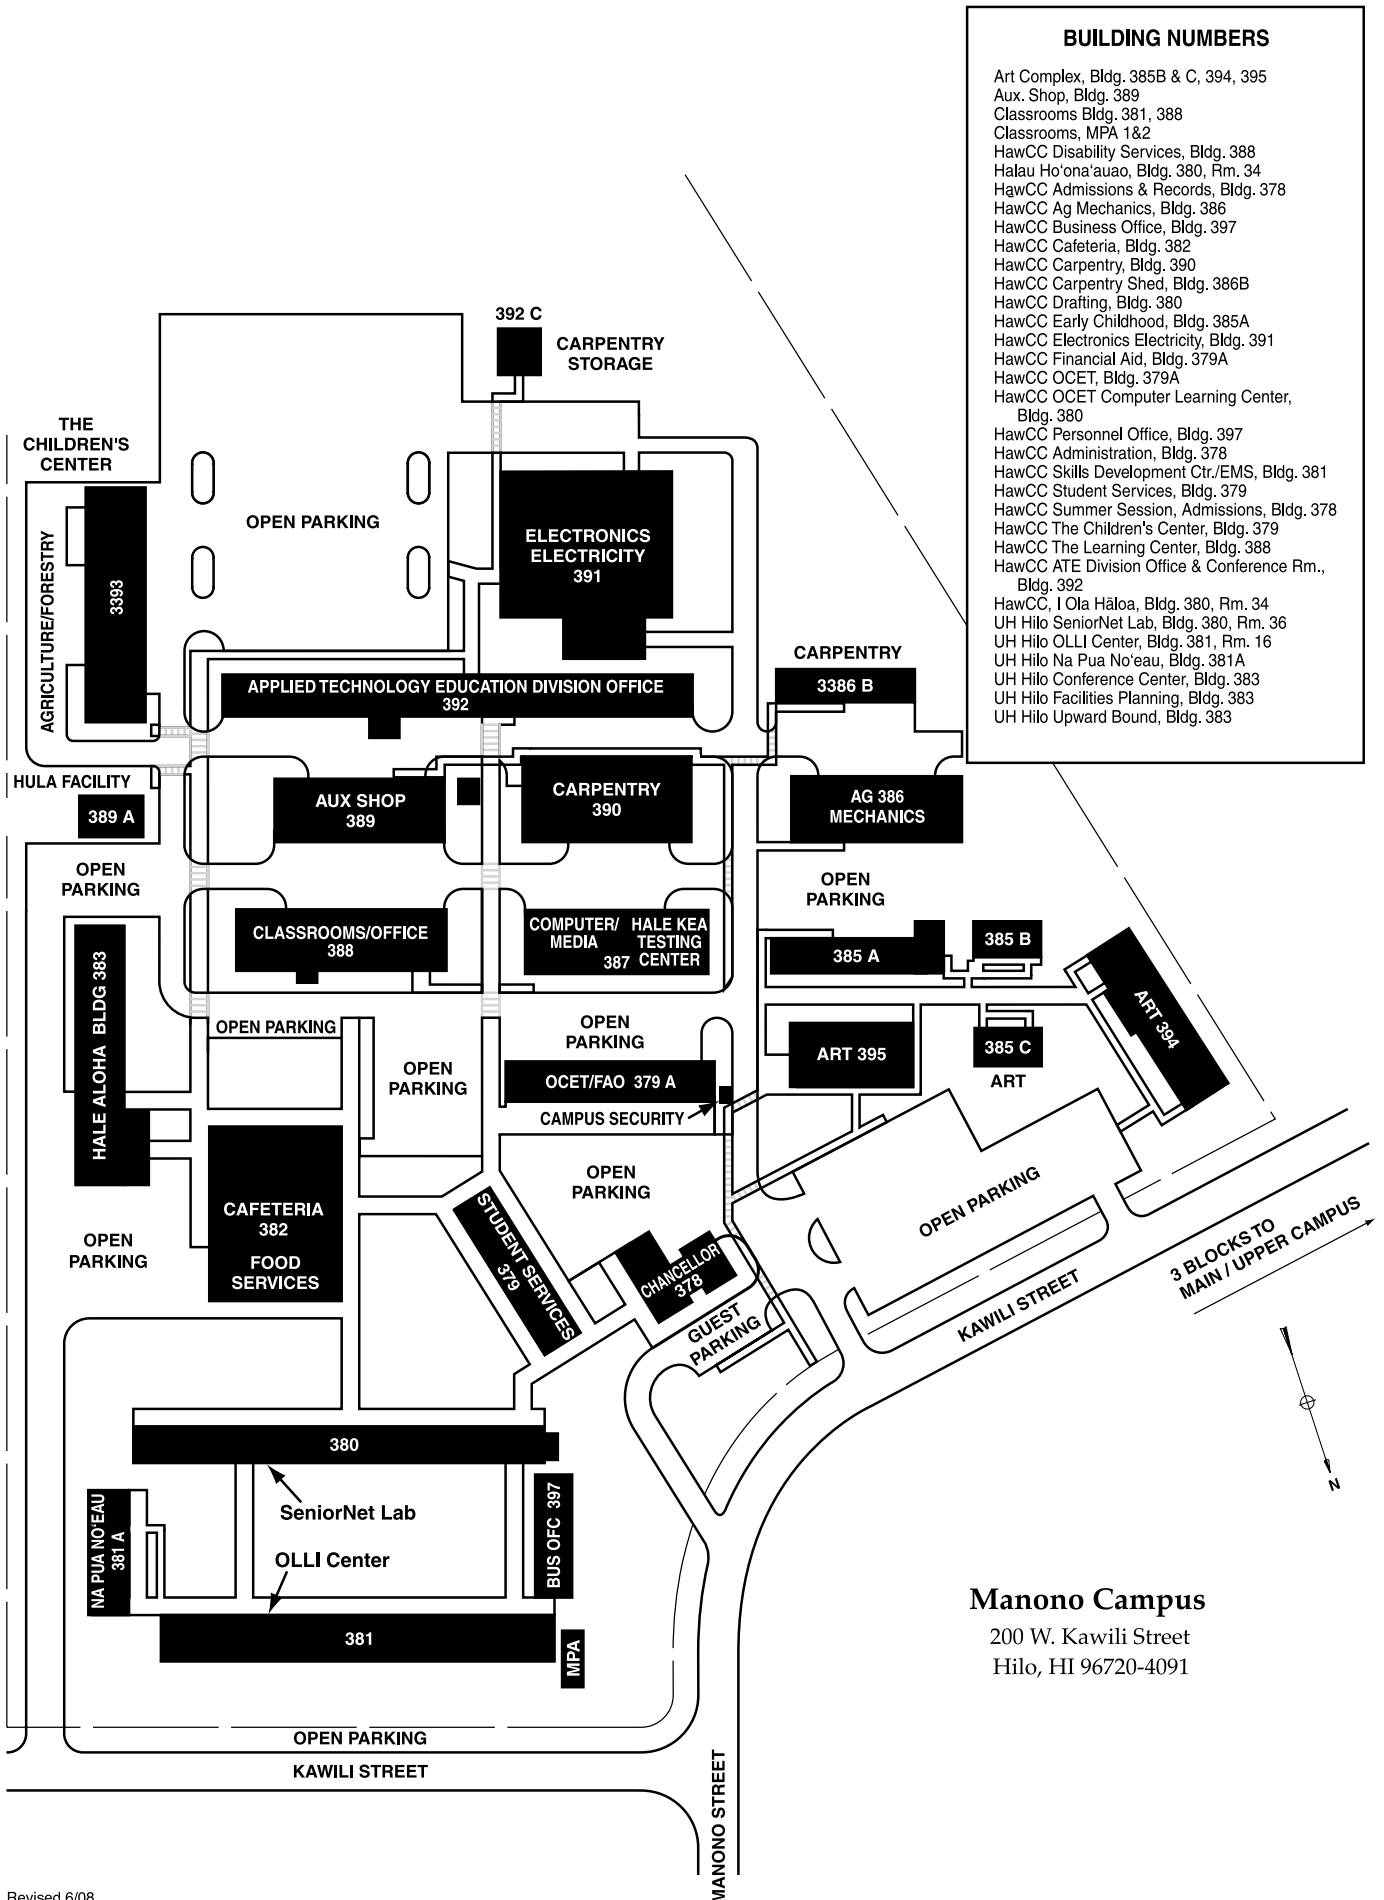 BUILDING NUMBERS
Art Complex, Bldg. 385B & C, 394, 395
Aux. Shop, Bldg. 389
Classrooms Bldg. 381, 388
Classrooms, MPA 1&2
HawCC Disability Services, Bldg. 388
Halau Ho‘ona‘auao, Bldg. 380, Rm. 34
HawCC Admissions & Records, Bldg. 378
HawCC Ag Mechanics, Bldg. 386
HawCC Business Office, Bldg. 397
HawCC Cafeteria, Bldg. 382
HawCC Carpentry, Bldg. 390
HawCC Carpentry Shed, Bldg. 386B
HawCC Drafting, Bldg. 380
HawCC Early Childhood, Bldg. 385A
HawCC Electronics Electricity, Bldg. 391
HawCC Financial Aid, Bldg. 379A
HawCC OCET, Bldg. 379A
HawCC OCET Computer Learning Center,
Bldg. 380
HawCC Personnel Office, Bldg. 397
HawCC Administration, Bldg. 378
HawCC Skills Development Ctr./EMS, Bldg. 381
HawCC Student Services, Bldg. 379
HawCC Summer Session, Admissions, Bldg. 378
HawCC The Children's Center, Bldg. 379
HawCC The Learning Center, Bldg. 388
HawCC ATE Division Office & Conference Rm.,
Bldg. 392
HawCC, I Ola Hāloa, Bldg. 380, Rm. 34
UH Hilo SeniorNet Lab, Bldg. 380, Rm. 36
UH Hilo OLLI Center, Bldg. 381, Rm. 16
UH Hilo Na Pua No‘eau, Bldg. 381A
UH Hilo Conference Center, Bldg. 383
UH Hilo Facilities Planning, Bldg. 383
UH Hilo Upward Bound, Bldg. 383
392 C
CARPENTRY
STORAGE
THE
CHILDREN'S
CENTER
OPEN PARKING
ELECTRONICS
ELECTRICITY
391
AGRICULTURE/FORESTRY
3393
CARPENTRY
3386 B
APPLIED TECHNOLOGY EDUCATION DIVISION OFFICE
392
HULA FACILITY
389 A
AUX SHOP
389
CARPENTRY
390
AG 386
MECHANICS
OPEN
PARKING
OPEN
PARKING
CLASSROOMS/OFFICE
388
COMPUTER/
MEDIA
HALE KEA
TESTING
CENTER
387
385 A
385 B
ART 394
HALE ALOHA BLDG 383
OPEN PARKING
OPEN
PARKING
OPEN
PARKING
ART 395
385 C
ART
OCET/FAO 379 A
CAMPUS SECURITY
OPEN
PARKING
CAFETERIA
382
FOOD
SERVICES
OPEN
PARKING
STUDENT SERVICES
379
CHANCELLOR
378
GUEST
PARKING
OPEN PARKING
KAWILI STREET
3 BLOCKS TO
MAIN / UPPER CAMPUS
N
380
SeniorNet Lab
OLLI Center
NA PUA NO‘EAU
381 A
BUS OFC 397
381
MPA
Manono Campus
200 W. Kawili Street
Hilo, HI 96720-4091
OPEN PARKING
KAWILI STREET
MANONO STREET
Revised 6/08